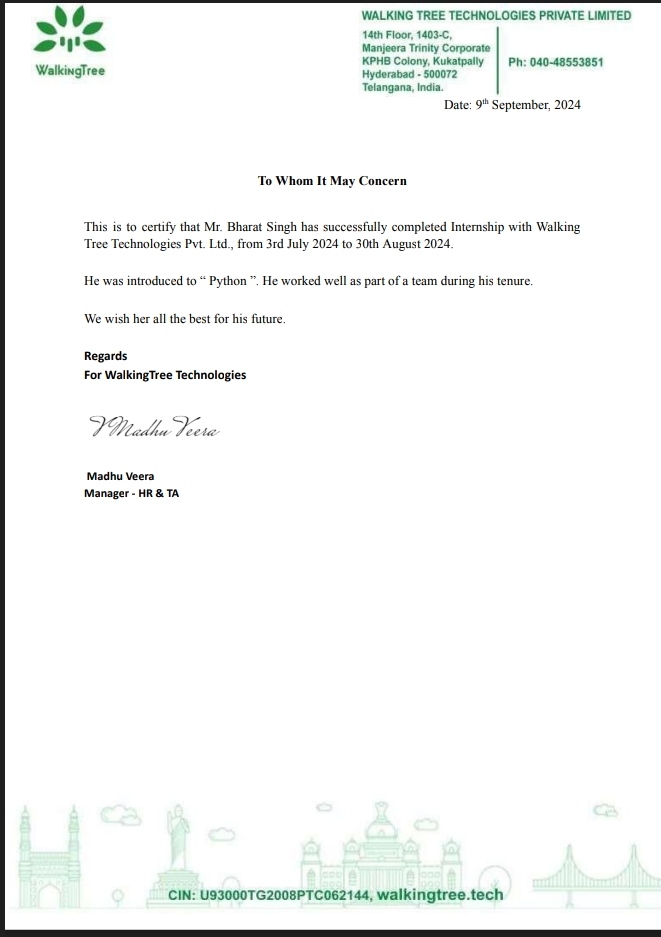 WalkingTree
WALKING TREE TECHNOLOGIES PRIVATE LIMITED
14th Floor, 1403-C,
Manjeera Trinity Corporate
KPHB Colony, Kukatpally
Hyderabad - 500072
Telangana, India.
Ph: 040-48553851
Date: 9th September, 2024
To Whom It May Concern
This is to certify that Mr. Bharat Singh has successfully completed Internship with Walking
Tree Technologies Pvt. Ltd., from 3rd July 2024 to 30th August 2024.
He was introduced to “ Python ”. He worked well as part of a team during his tenure.
We wish her all the best for his future.
Regards
For WalkingTree Technologies
V Madhu Veera
Madhu Veera
Manager - HR & TA
CIN: U93000TG2008PTC062144, walkingtree.tech